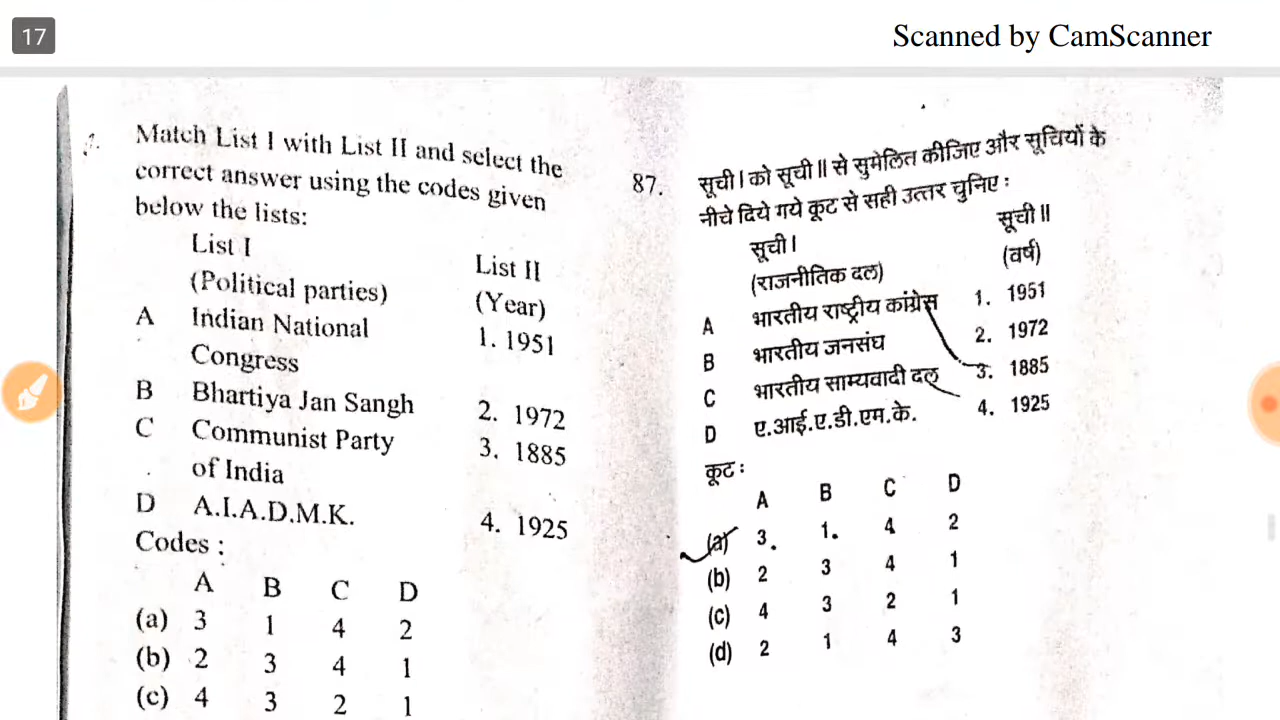 17
Scanned by CamScanner
Match List I with List II and select the
correct answer using the codes given
below the lists:
List I
List II
(Political parties)
(Year)
A Indian National
1. 1951
Congress
B Bhartiya Jan Sangh
2. 1972
C Communist Party
3. 1885
of India
D A.I.A.D.M.K.
4. 1925
Codes :
A B C D
(a) 3 1 4 2
(b) 2 3 4 1
(c) 4 3 2 1
87. सूची I को सूची II से सुमेलित कीजिए और सूचियों के
नीचे दिये गये कूट से सही उत्तर चुनिए :
सूची I
सूची II
(राजनीतिक दल)
(वर्ष)
A भारतीय राष्ट्रीय कांग्रेस 1. 1951
B भारतीय जनसंघ 2. 1972
C भारतीय साम्यवादी दल 3. 1885
D ए.आई.ए.डी.एम.के. 4. 1925
कूट :
A B C D
(a) 3 1 4 2
(b) 2 3 4 1
(c) 4 3 2 1
(d) 2 1 4 3